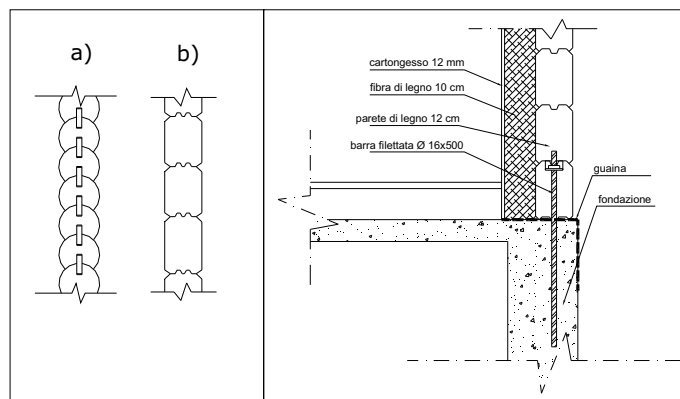 a)
b)
cartongesso 12 mm
fibra di legno 10 cm
parete di legno 12 cm
barra filettata Ø 16x500
guaina
fondazione